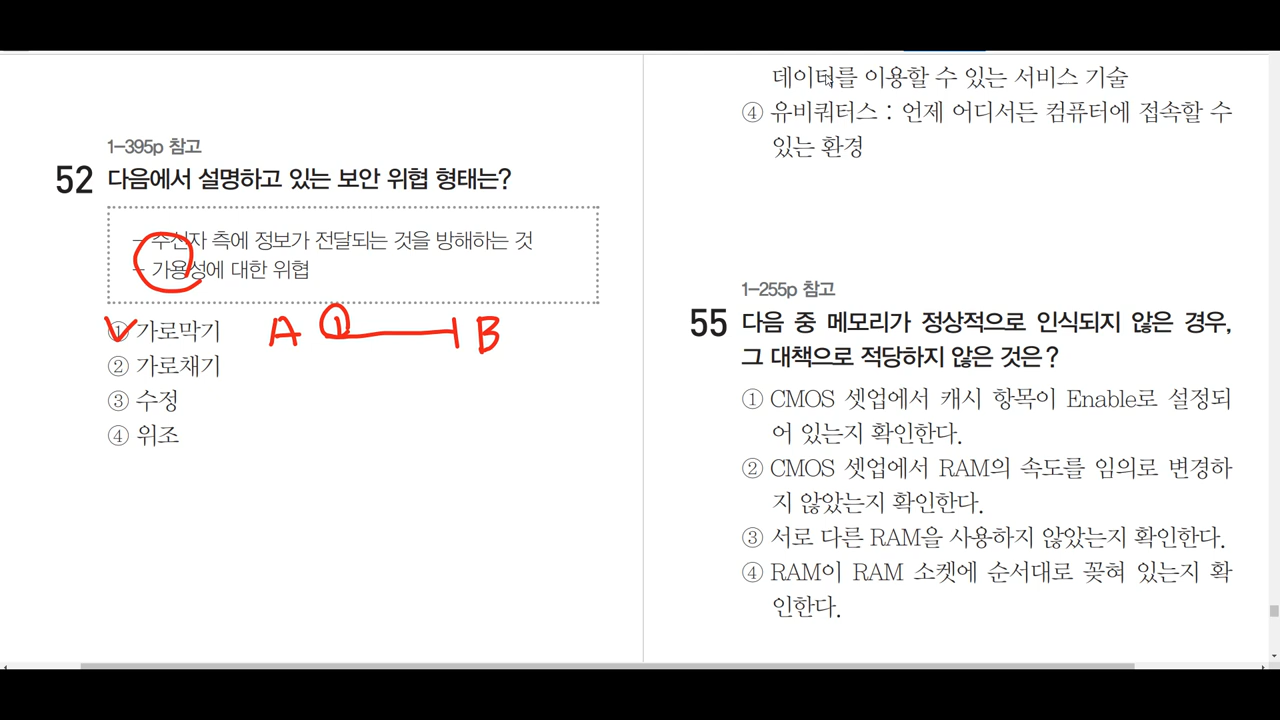 1-395p 참고
52 다음에서 설명하고 있는 보안 위협 형태는?
- 수신자 측에 정보가 전달되는 것을 방해하는 것
- 가용성에 대한 위협
① 가로막기
② 가로채기
③ 수정
④ 위조
A ① B
데이터를 이용할 수 있는 서비스 기술
④ 유비쿼터스 : 언제 어디서든 컴퓨터에 접속할 수
있는 환경
1-255p 참고
55 다음 중 메모리가 정상적으로 인식되지 않은 경우,
그 대책으로 적당하지 않은 것은?
① CMOS 셋업에서 캐시 항목이 Enable로 설정되
어 있는지 확인한다.
② CMOS 셋업에서 RAM의 속도를 임의로 변경하
지 않았는지 확인한다.
③ 서로 다른 RAM을 사용하지 않았는지 확인한다.
④ RAM이 RAM 소켓에 순서대로 꽂혀 있는지 확
인한다.